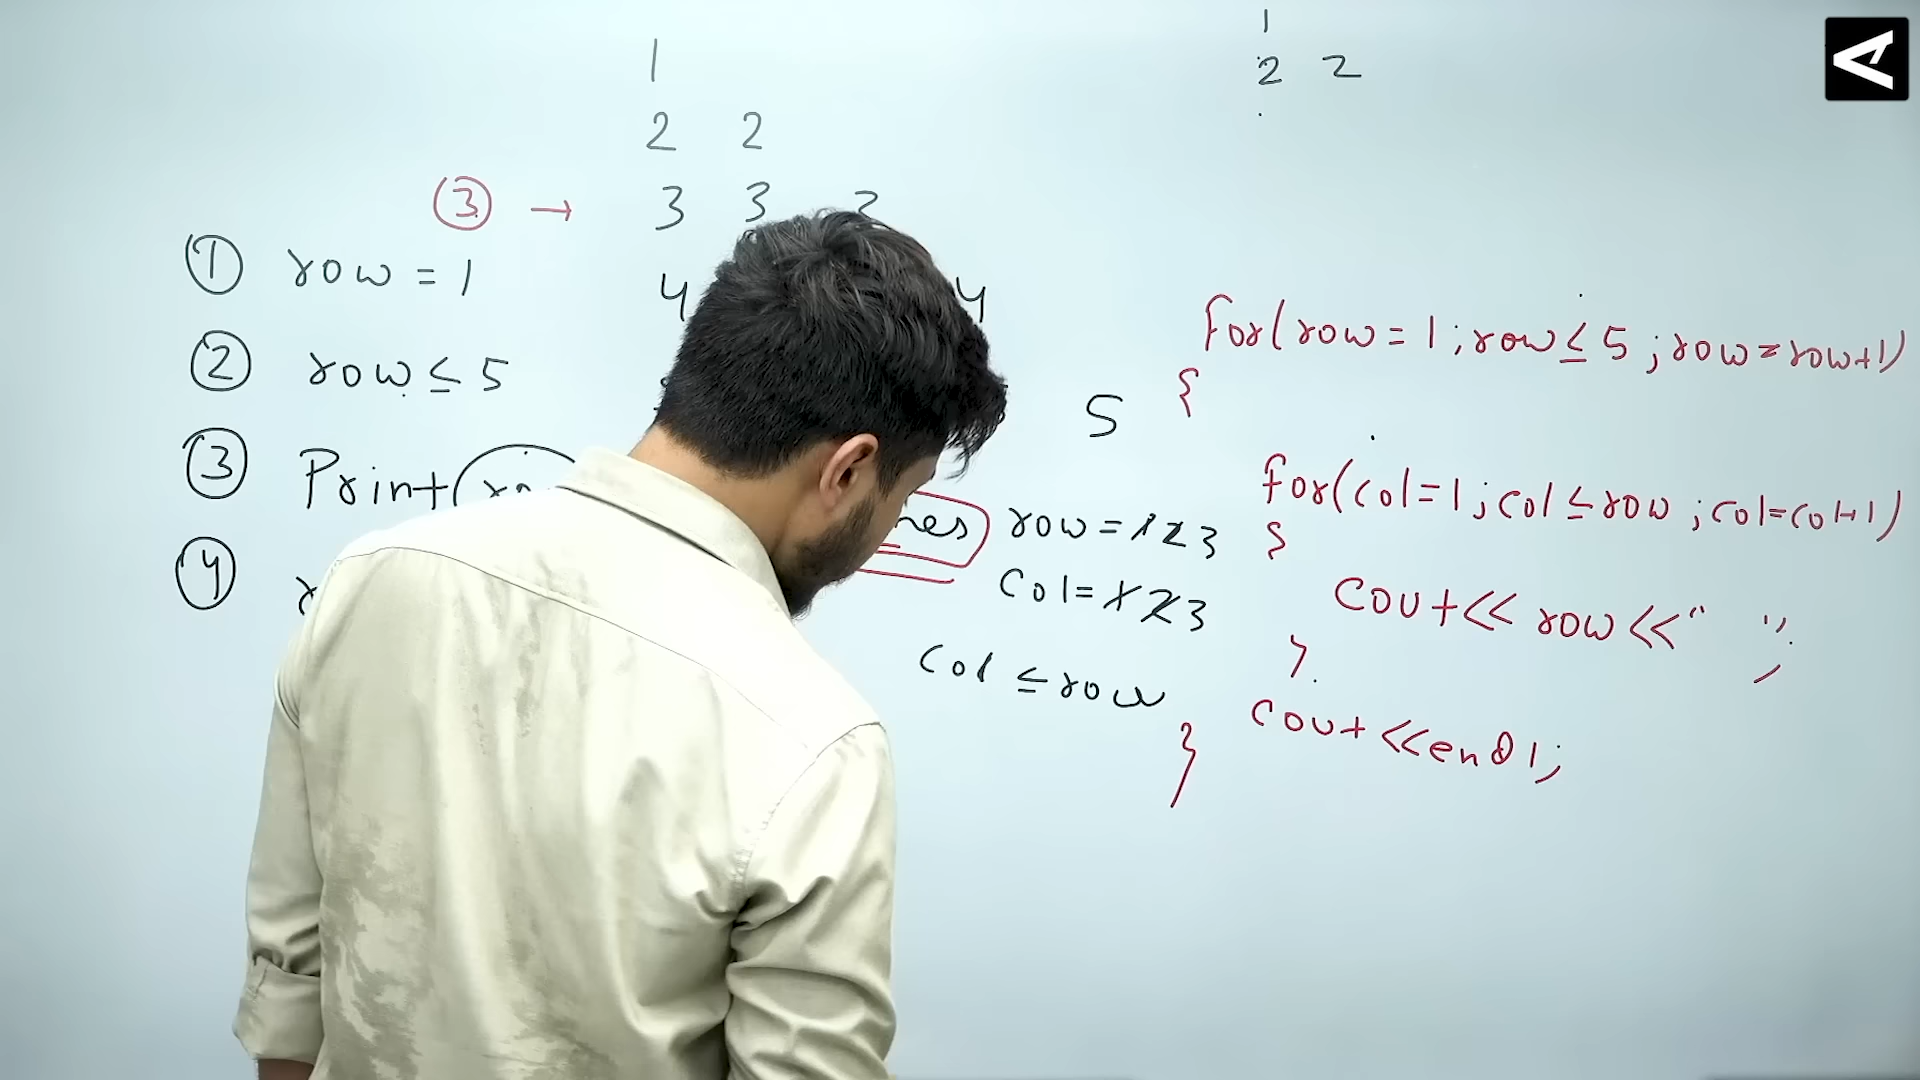 1
2 2
3 3 3
4 4
5
③ →
① row = 1
② row ≤ 5
③ Print
④
row = 1 2 3
Col = 1 2 3
Col ≤ row
1
2 2
for(row = 1 ; row ≤ 5 ; row = row+1)
{
for(col = 1 ; col ≤ row ; col = col+1)
{
cout << row << " ";
}
cout << endl;
}